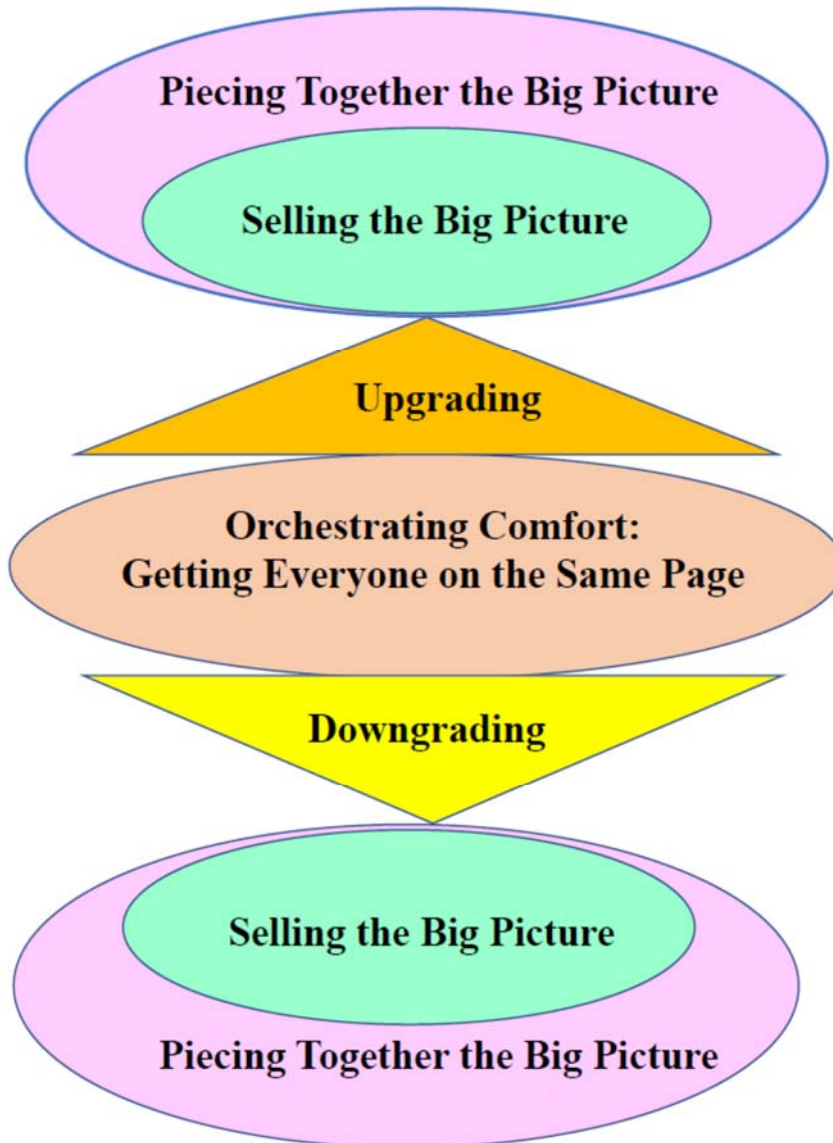 Piecing Together the Big Picture
Selling the Big Picture
Upgrading
Orchestrating Comfort:
Getting Everyone on the Same Page
Downgrading
Selling the Big Picture
Piecing Together the Big Picture